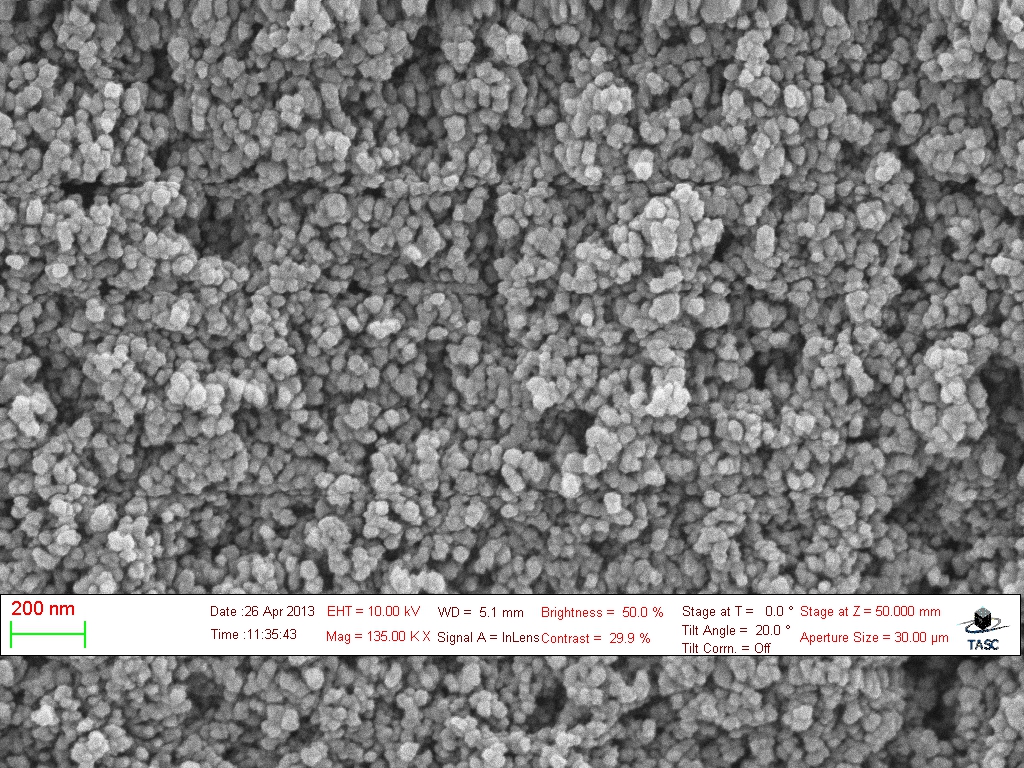 200 nm
Date :26 Apr 2013 EHT = 10.00 kV WD = 5.1 mm Brightness = 50.0 % Stage at T = 0.0 ° Stage at Z = 50.000 mm
Time :11:35:43 Mag = 135.00 K X Signal A = InLens Contrast = 29.9 % Tilt Angle = 20.0 ° Aperture Size = 30.00 µm
Tilt Corrn. = Off
TASC